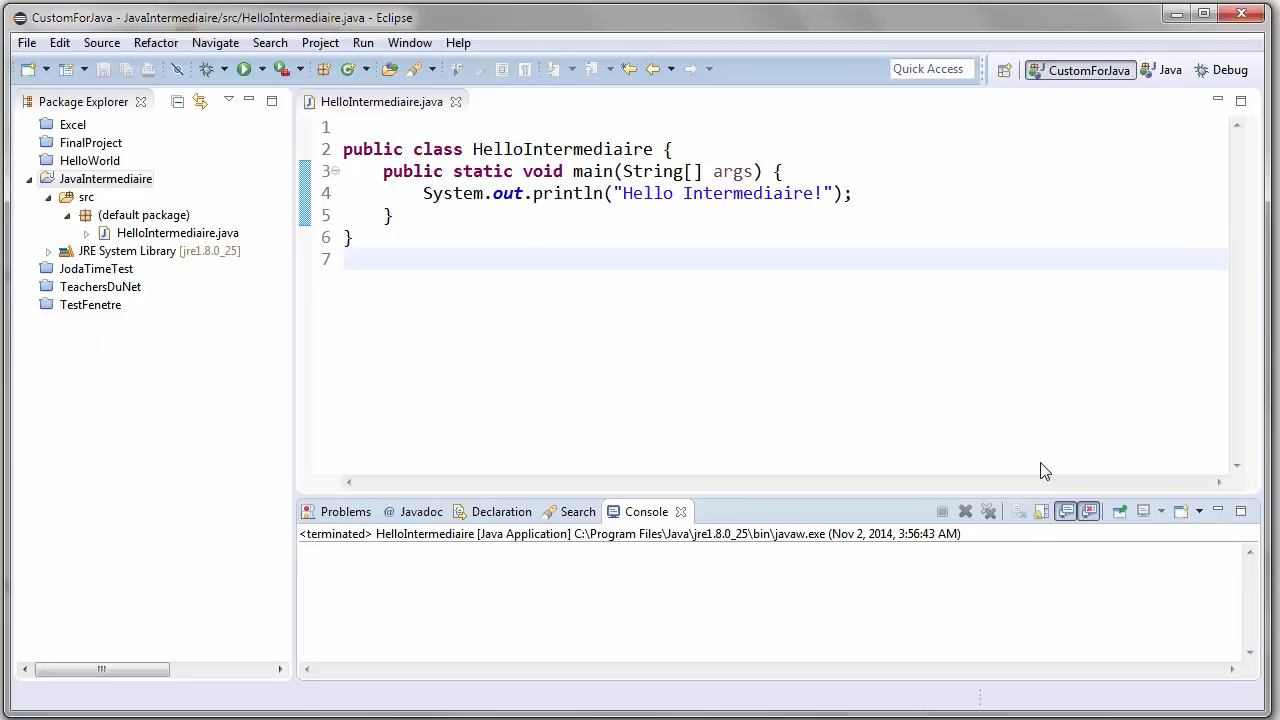 CustomForJava - JavaIntermediaire/src/HelloIntermediaire.java - Eclipse
File Edit Source Refactor Navigate Search Project Run Window Help
Quick Access CustomForJava Java Debug
Package Explorer
Excel
FinalProject
HelloWorld
JavaIntermediaire
src
(default package)
HelloIntermediaire.java
JRE System Library [jre1.8.0_25]
JodaTimeTest
TeachersDuNet
TestFenetre
HelloIntermediaire.java
1
2 public class HelloIntermediaire {
3 public static void main(String[] args) {
4 System.out.println("Hello Intermediaire!");
5 }
6 }
7
Problems @ Javadoc Declaration Search Console
<terminated> HelloIntermediaire [Java Application] C:\Program Files\Java\jre1.8.0_25\bin\javaw.exe (Nov 2, 2014, 3:56:43 AM)